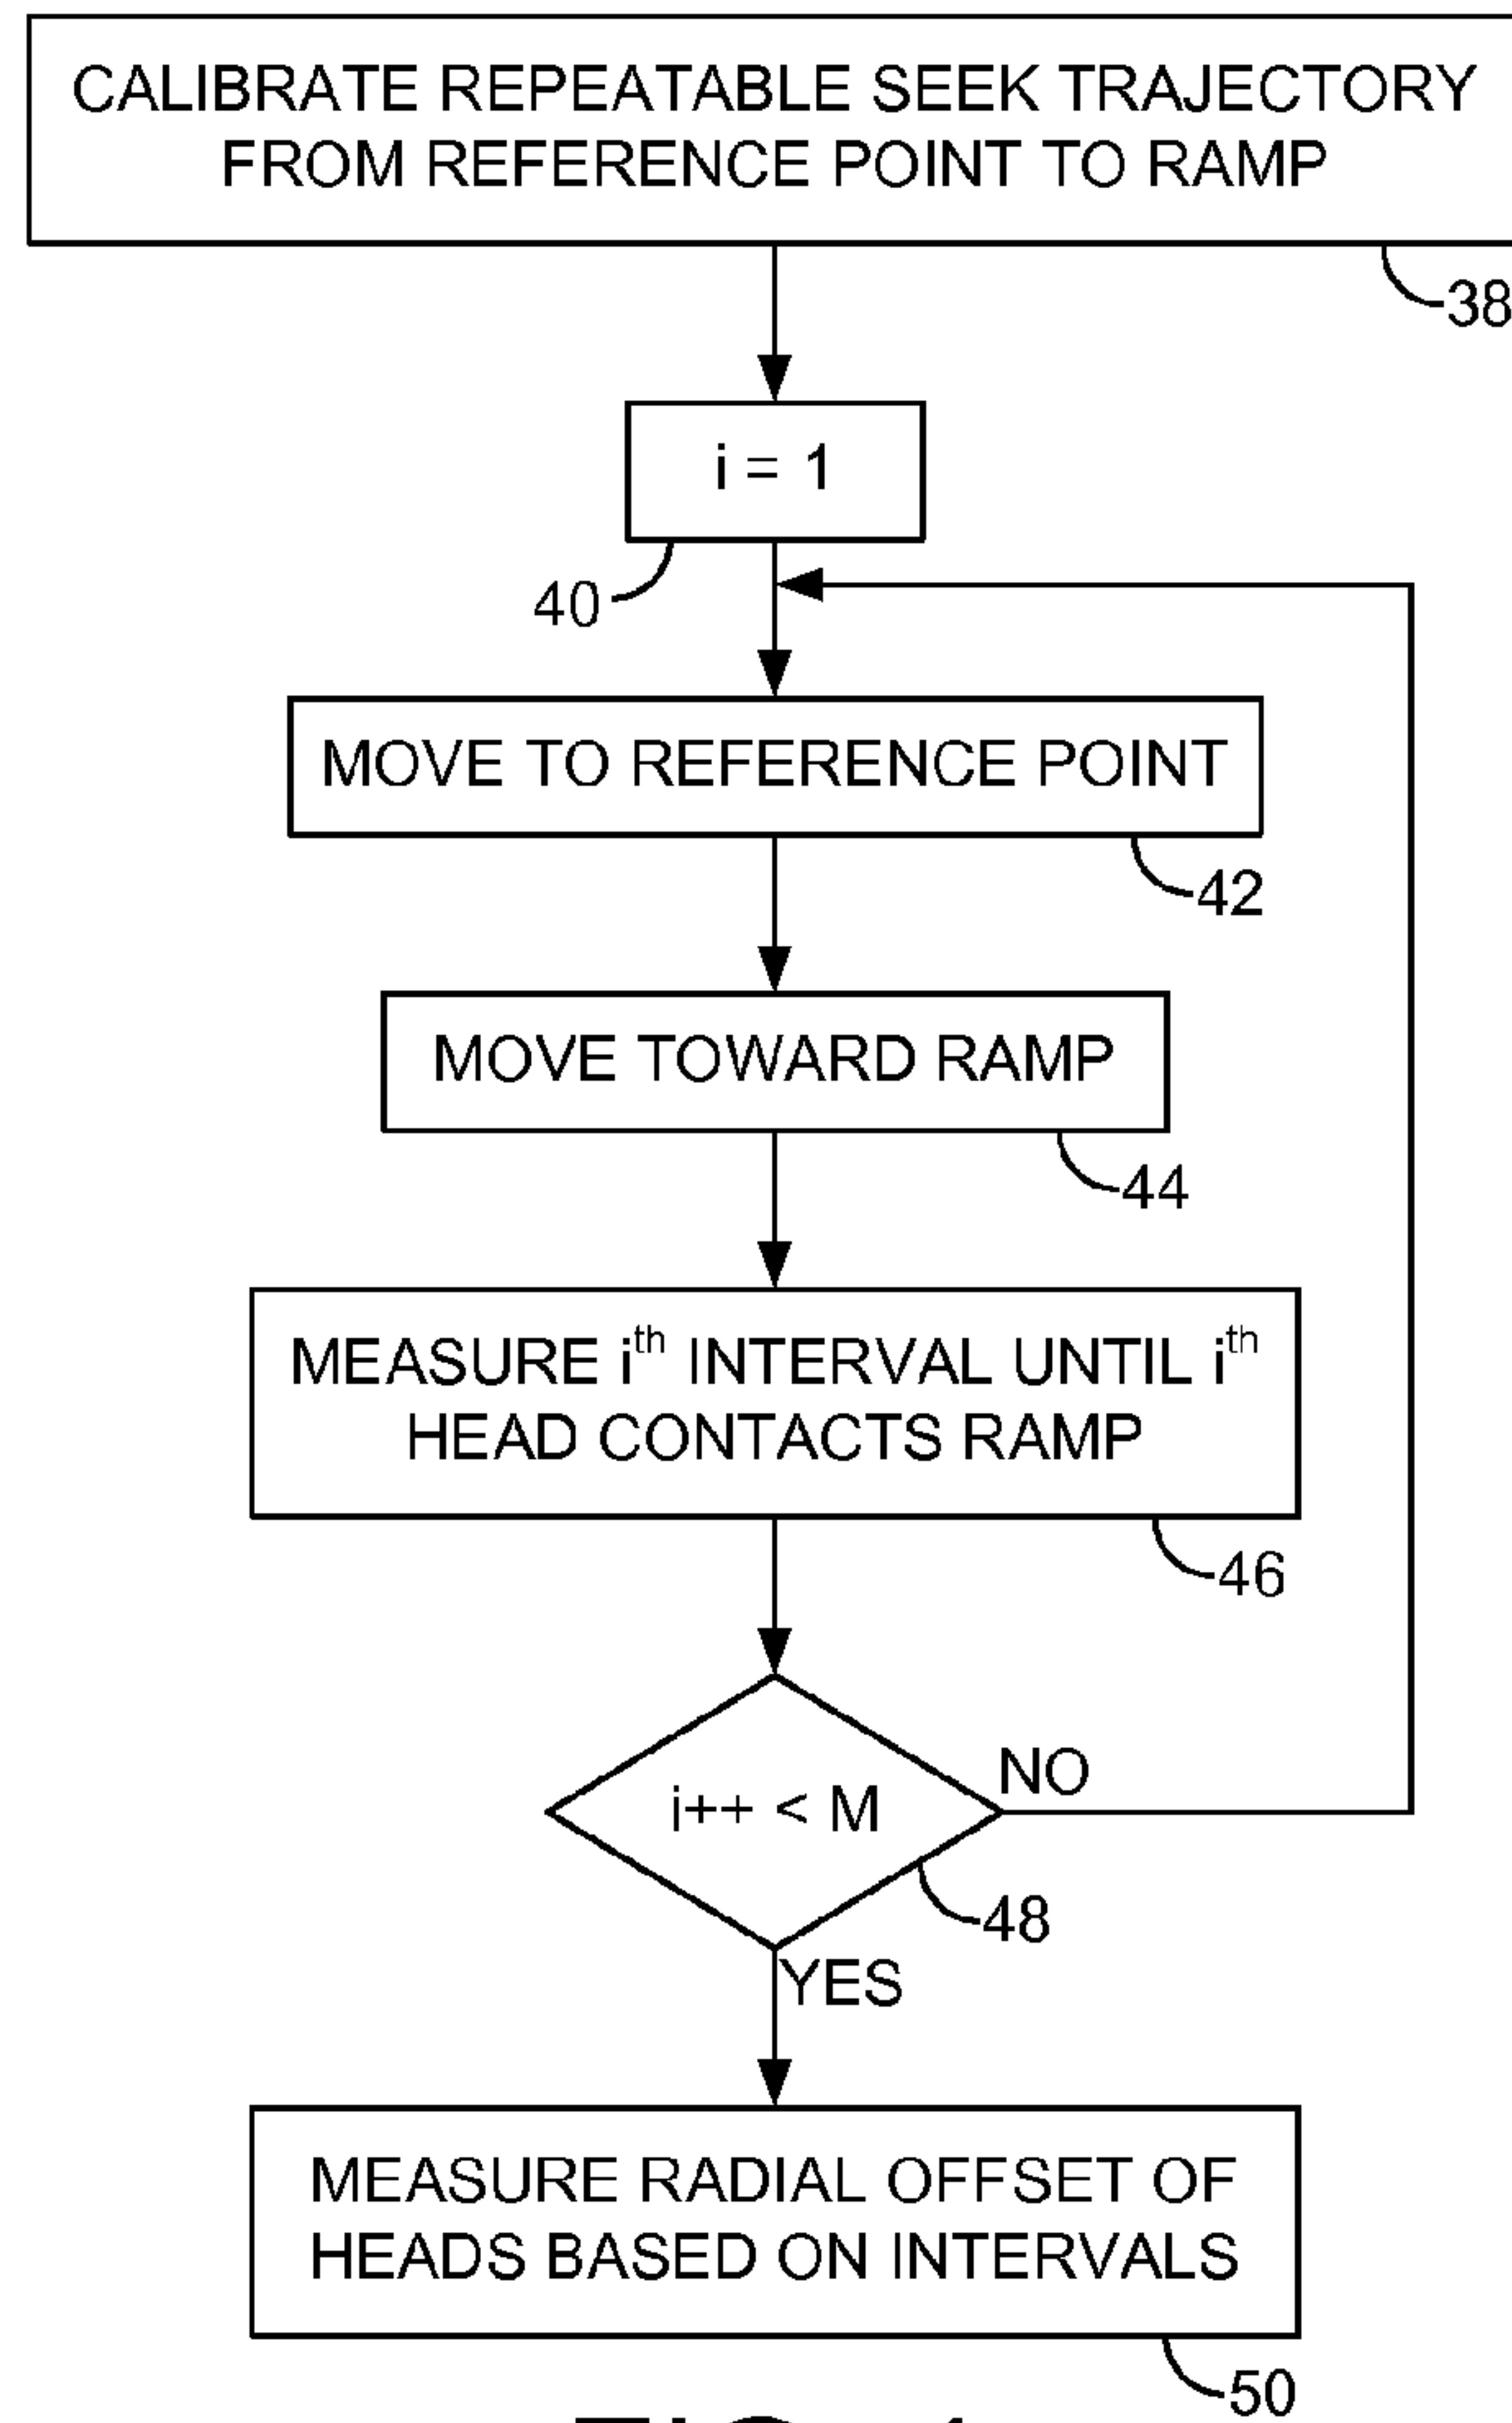 CALIBRATE REPEATABLE SEEK TRAJECTORY
FROM REFERENCE POINT TO RAMP
38
i = 1
40
MOVE TO REFERENCE POINT
42
MOVE TOWARD RAMP
44
MEASURE ith INTERVAL UNTIL ith
HEAD CONTACTS RAMP
46
i++ < M
NO
48
YES
MEASURE RADIAL OFFSET OF
HEADS BASED ON INTERVALS
50